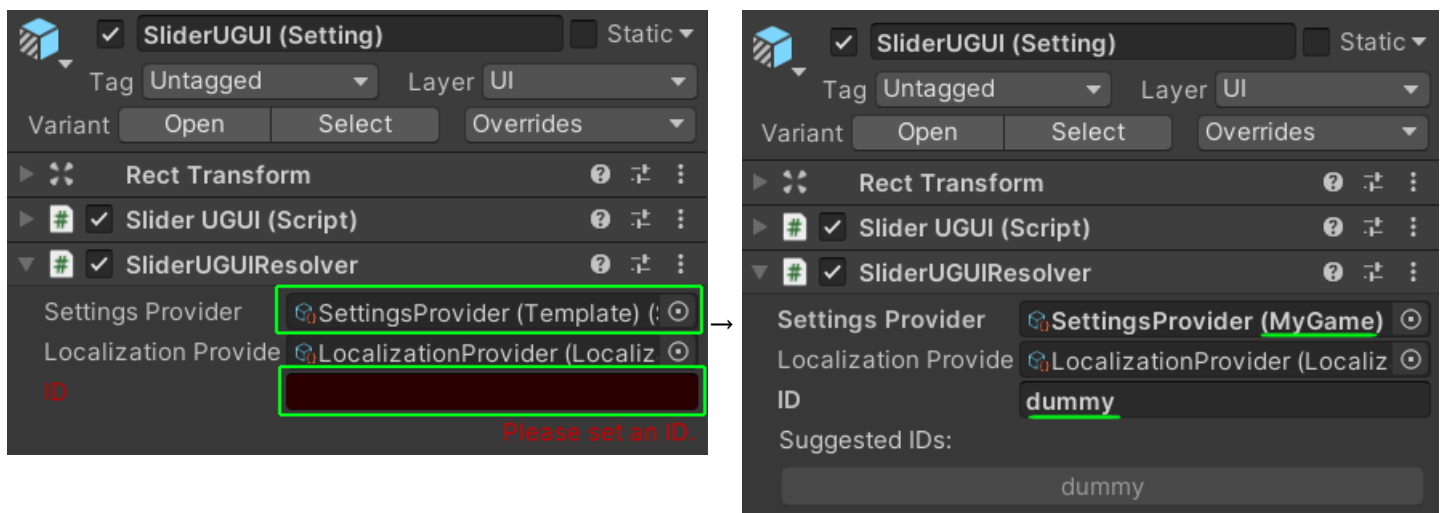 SliderUGUI (Setting)
Static
Tag Untagged Layer UI
Variant Open Select Overrides
Rect Transform
# Slider UGUI (Script)
# SliderUGUIResolver
Settings Provider SettingsProvider (Template) (S
Localization Provide LocalizationProvider (Localiz
ID
Please set an ID.
→
SliderUGUI (Setting)
Static
Tag Untagged Layer UI
Variant Open Select Overrides
Rect Transform
# Slider UGUI (Script)
# SliderUGUIResolver
Settings Provider SettingsProvider (MyGame)
Localization Provide LocalizationProvider (Localiz
ID dummy
Suggested IDs:
dummy